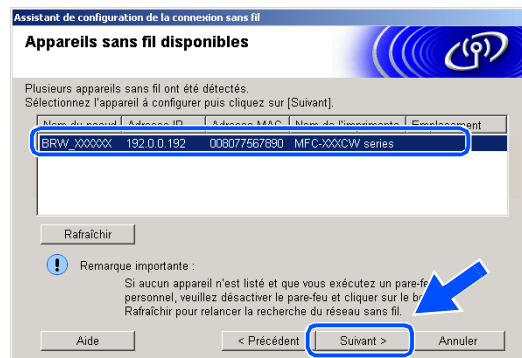 Assistant de configuration de la connexion sans fil
Appareils sans fil disponibles
Plusieurs appareils sans fil ont été détectés.
Sélectionnez l'appareil à configurer puis cliquez sur [Suivant].
Nom du noeud Adresse IP Adresse MAC Nom de l'imprimante Emplacement
BRW_XXXXXX 192.0.0.192 008077567890 MFC-XXXCW series
Rafraîchir
Remarque importante :
Si aucun appareil n'est listé et que vous exécutez un
personnel, veuillez désactiver le pare-feu et cliquer sur le
Rafraîchir pour relancer la recherche du réseau sans fil.
Aide < Précédent Suivant > Annuler